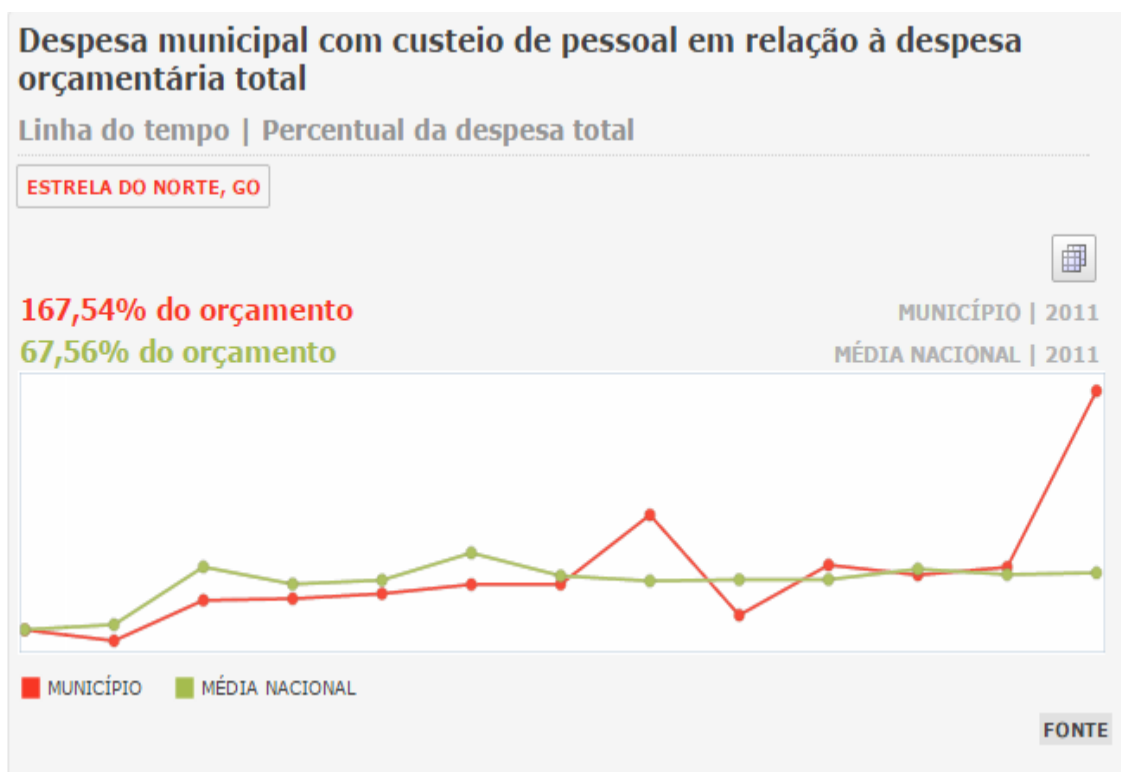 Despesa municipal com custeio de pessoal em relação à despesa
orçamentária total
Linha do tempo | Percentual da despesa total
ESTRELA DO NORTE, GO
167,54% do orçamento MUNICÍPIO | 2011
67,56% do orçamento MÉDIA NACIONAL | 2011
MUNICÍPIO MÉDIA NACIONAL
FONTE